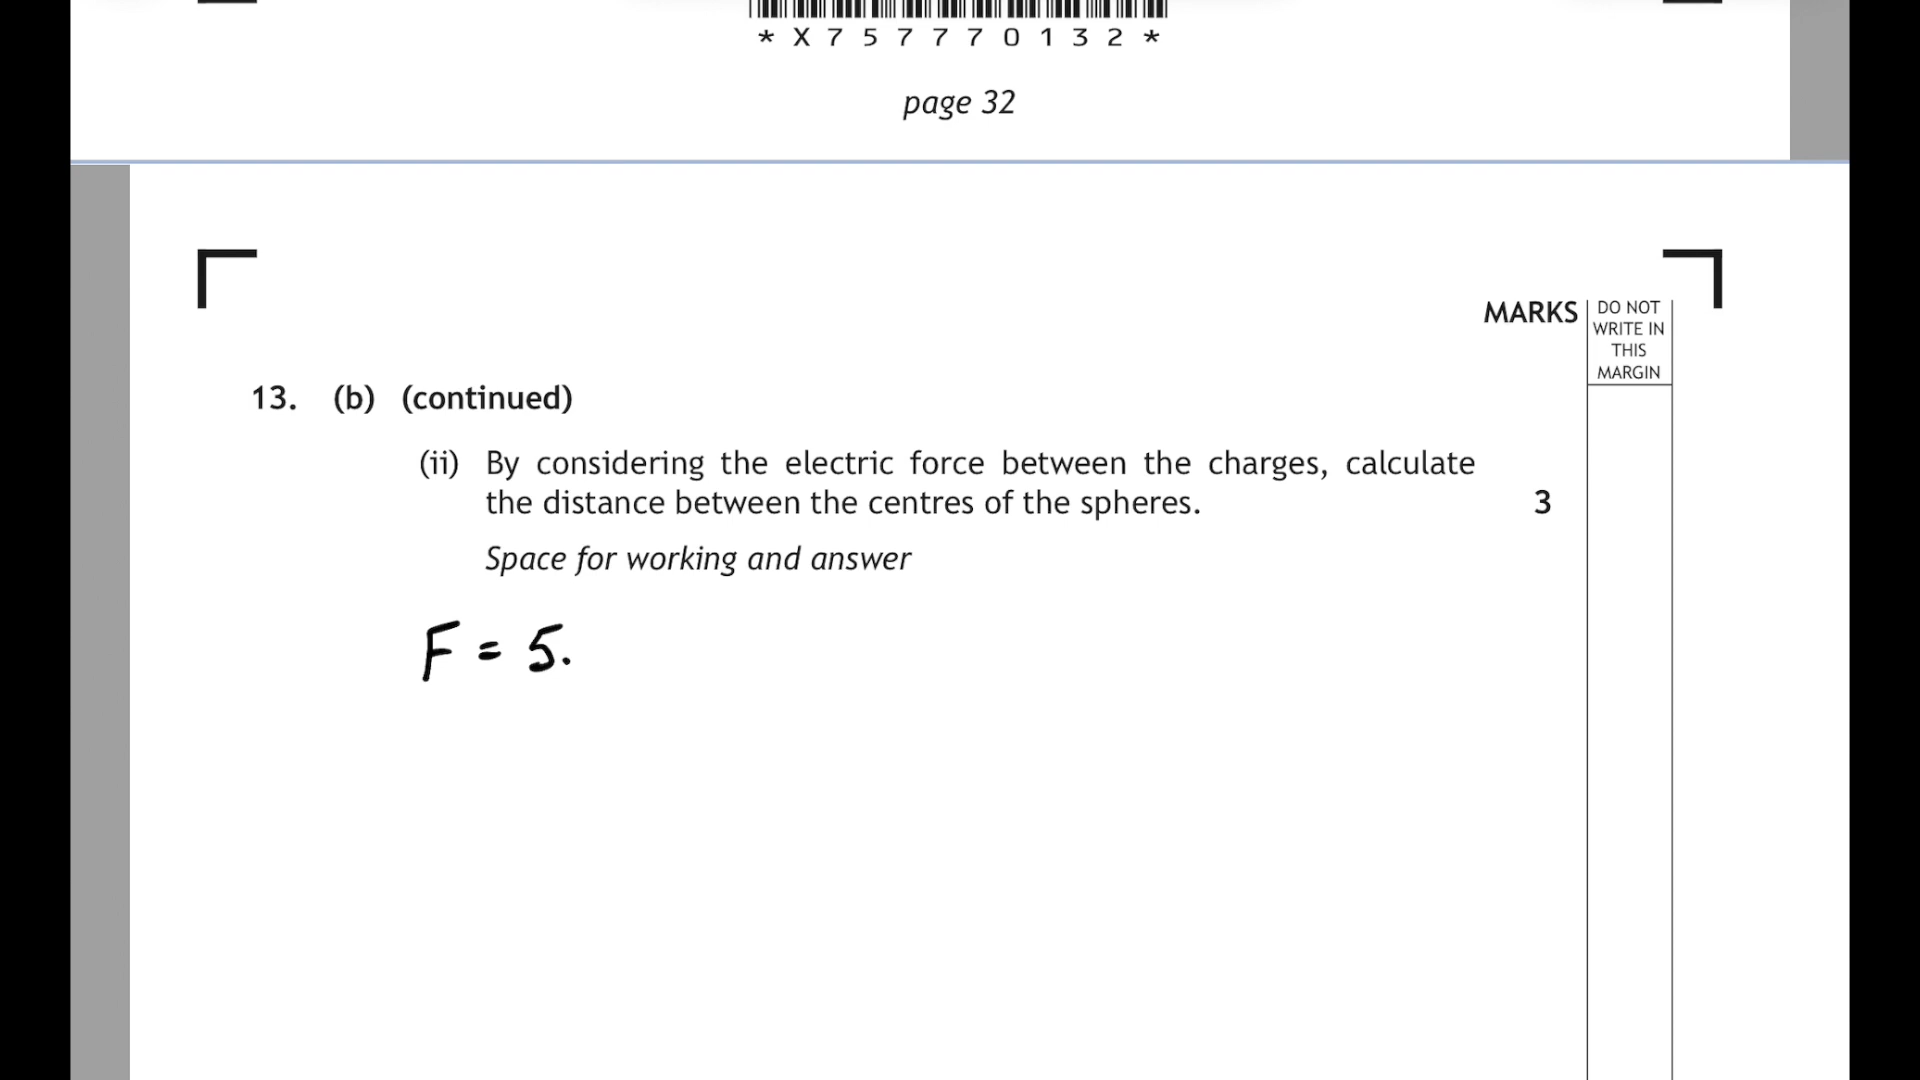 * X 7 5 7 7 7 0 1 3 2 *
page 32
MARKS
DO NOT
WRITE IN
THIS
MARGIN
13. (b) (continued)
(ii) By considering the electric force between the charges, calculate
the distance between the centres of the spheres. 3
Space for working and answer
F = 5.